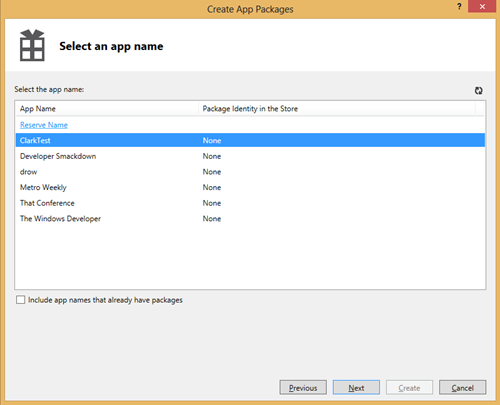 Create App Packages
?
Select an app name
Select the app name:
App Name Package Identity in the Store
Reserve Name
ClarkTest None
Developer Smackdown None
drow None
Metro Weekly None
That Conference None
The Windows Developer None
Include app names that already have packages
Previous Next Create Cancel